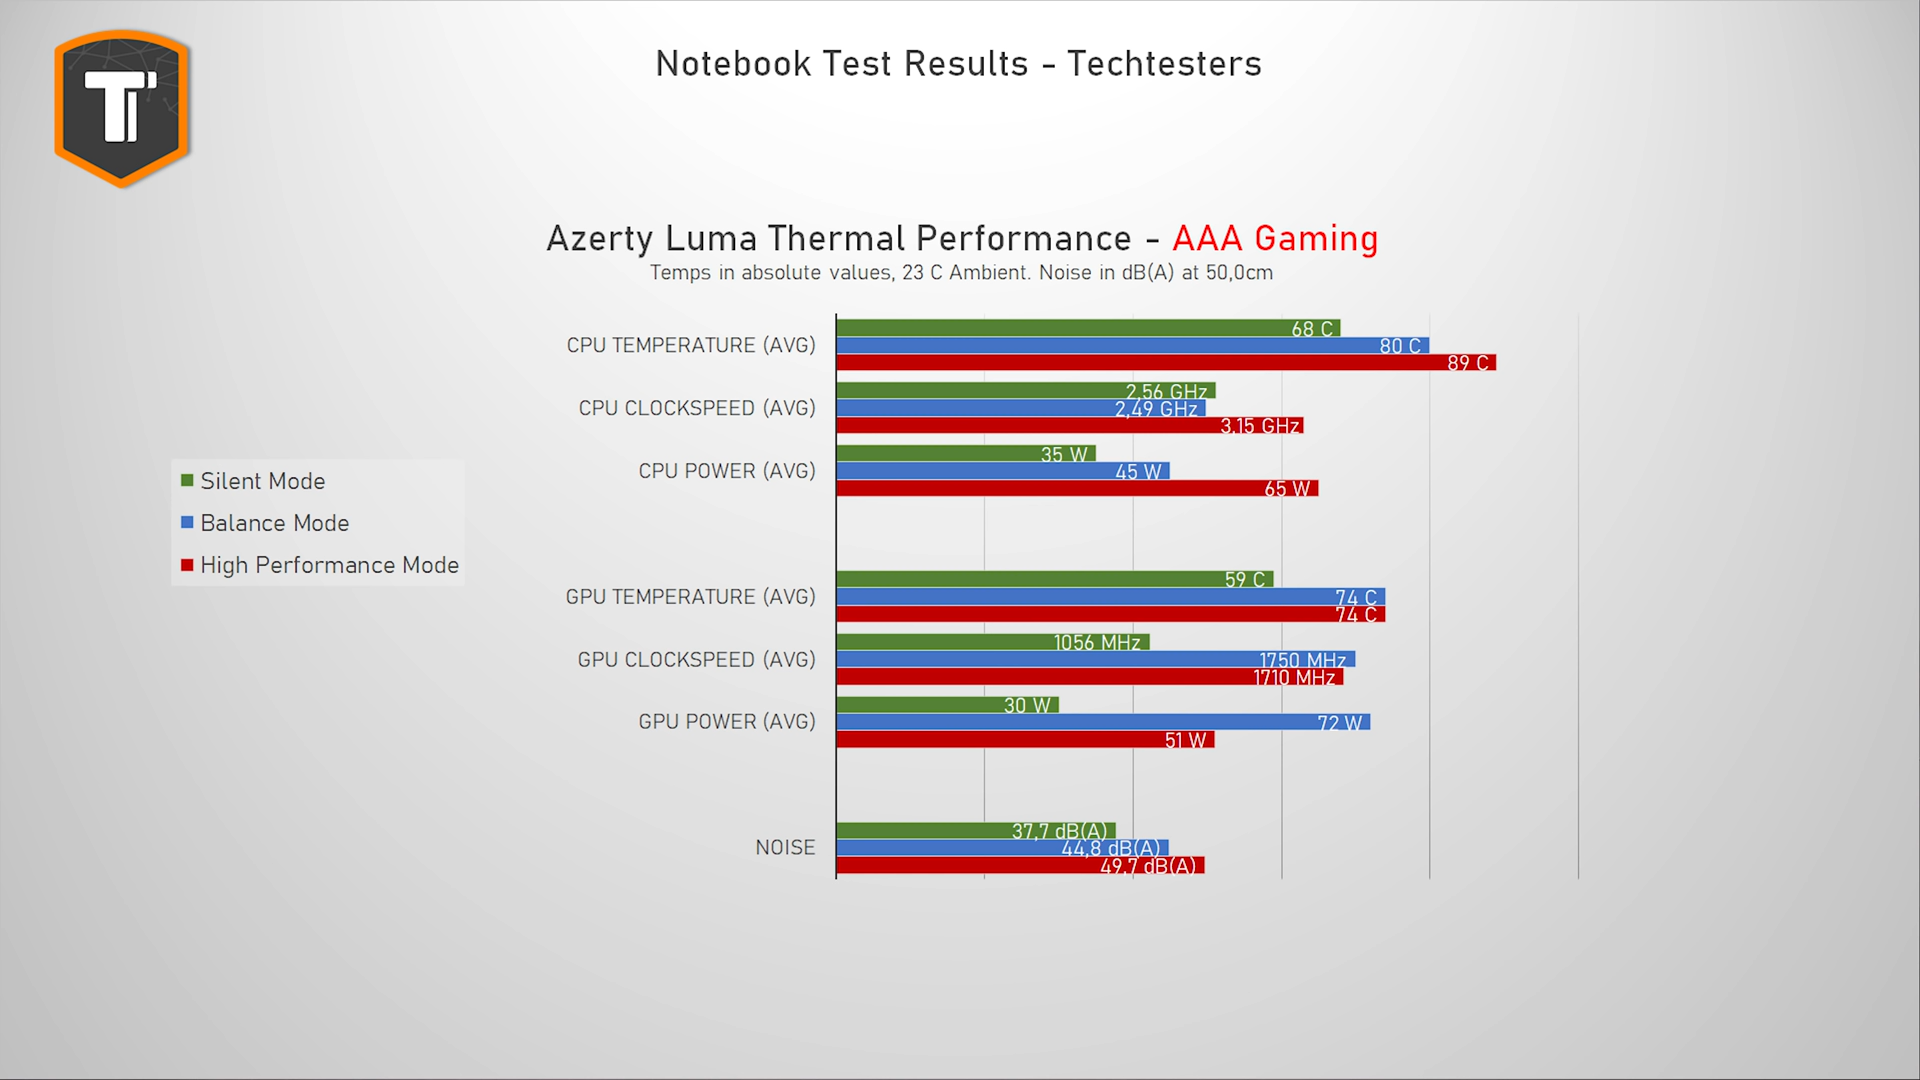 Notebook Test Results - Techtesters
Azerty Luma Thermal Performance - AAA Gaming
Temps in absolute values, 23 C Ambient. Noise in dB(A) at 50,0cm
Silent Mode
Balance Mode
High Performance Mode
CPU TEMPERATURE (AVG)
68 C
80 C
89 C
CPU CLOCKSPEED (AVG)
2,56 GHz
2,49 GHz
3,15 GHz
CPU POWER (AVG)
35 W
45 W
65 W
GPU TEMPERATURE (AVG)
59 C
74 C
74 C
GPU CLOCKSPEED (AVG)
1056 MHz
1750 MHz
1710 MHz
GPU POWER (AVG)
30 W
72 W
51 W
NOISE
37,7 dB(A)
44,8 dB(A)
49,7 dB(A)